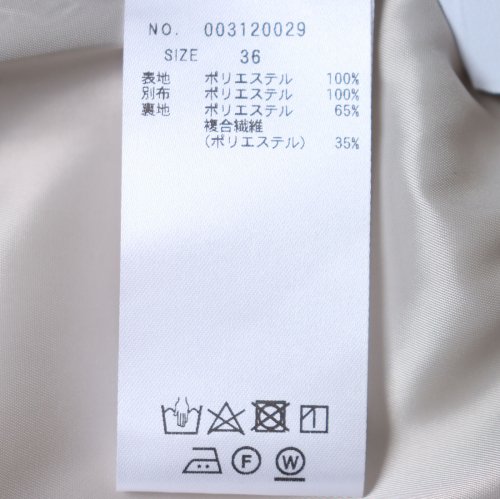 NO. 003120029
SIZE 36
表地 ポリエステル 100%
別布 ポリエステル 100%
裏地 ポリエステル 65%
複合繊維
(ポリエステル) 35%
F W